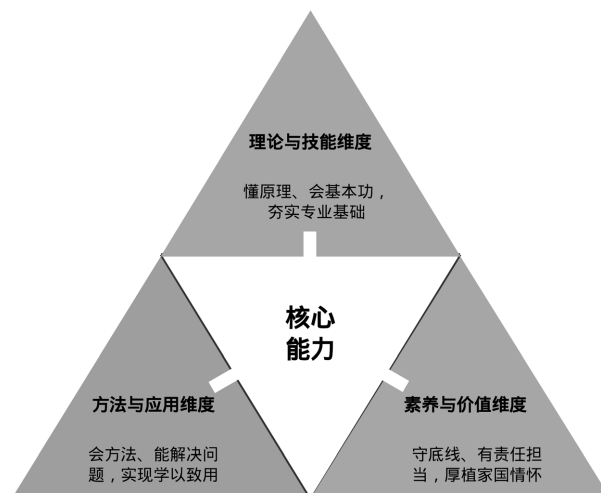 理论与技能维度
懂原理、会基本功，
夯实专业基础
核心
能力
方法与应用维度
会方法、能解决问
题，实现学以致用
素养与价值维度
守底线、有责任担
当，厚植家国情怀